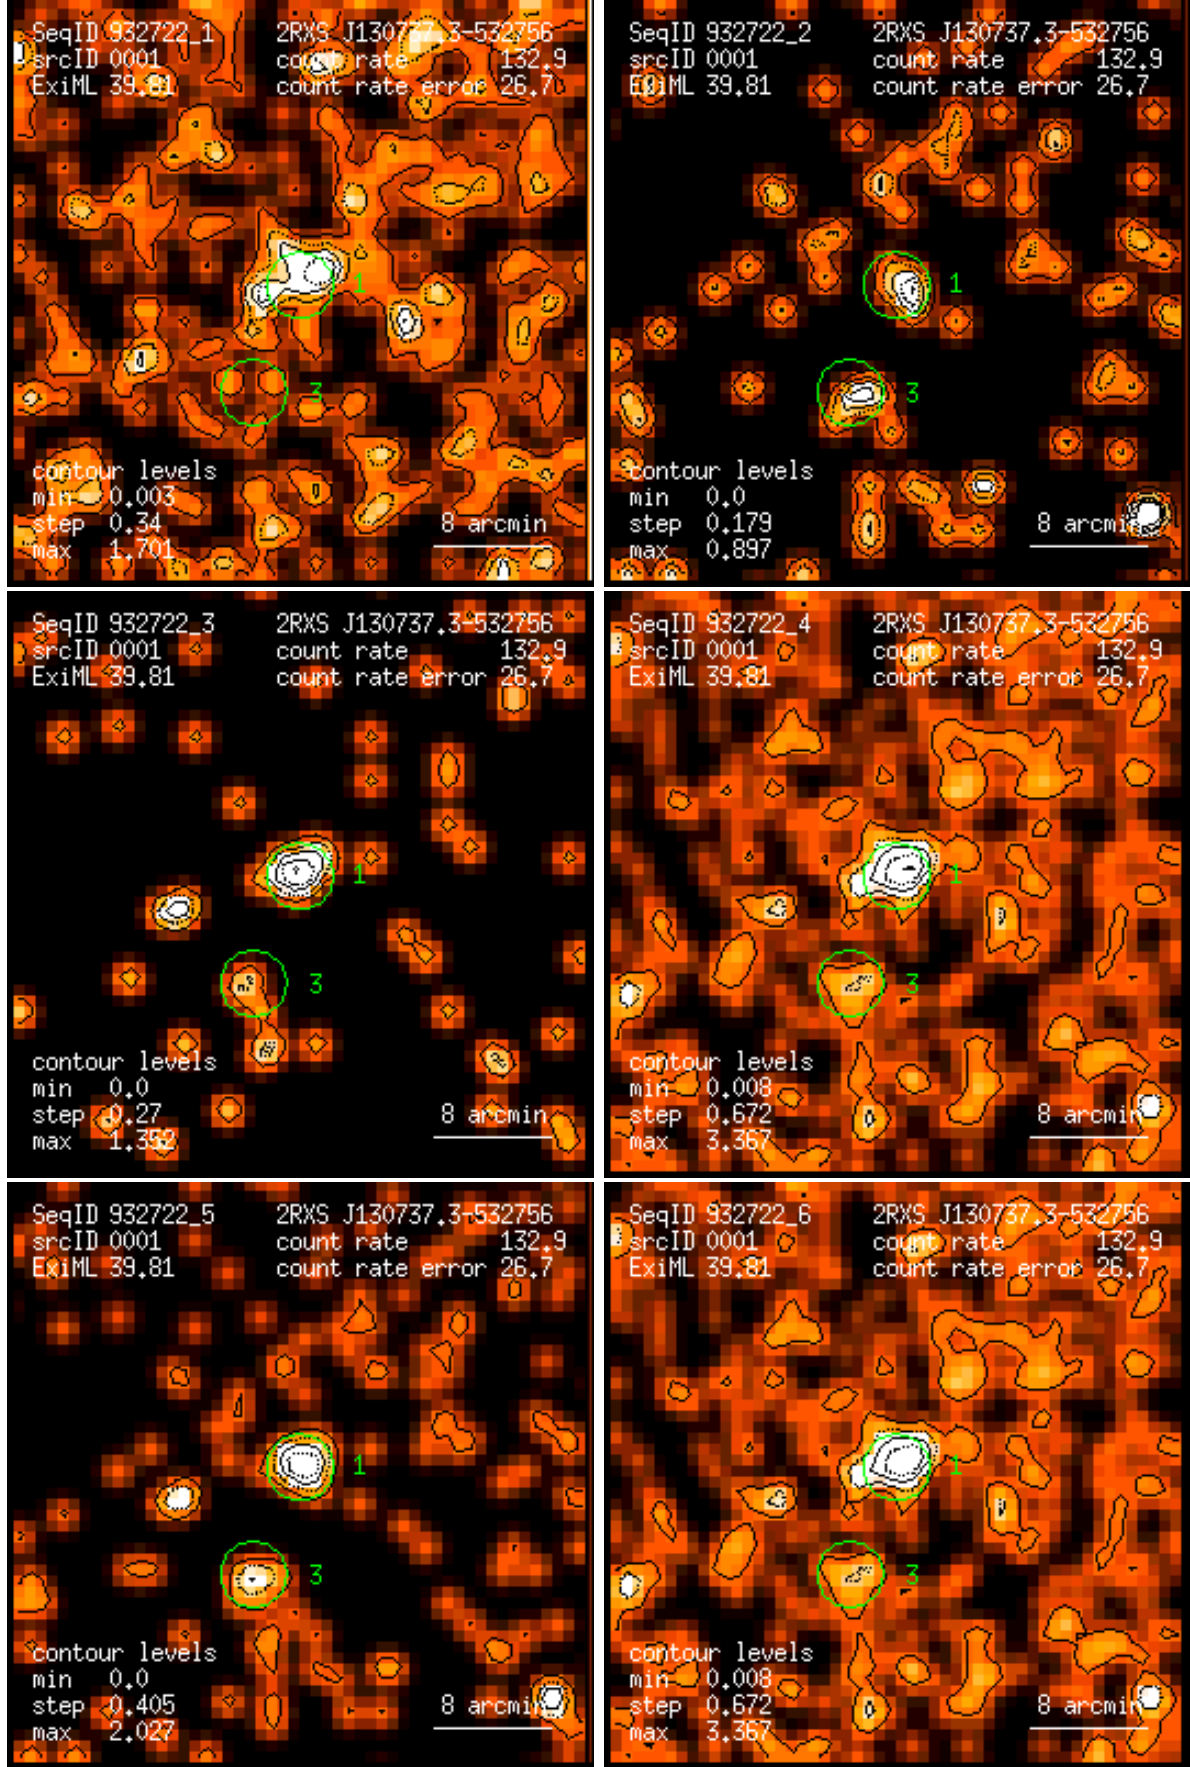 SeqID 932722_1 2RXS J130737.3-532756
srcID 0001 count rate 132.9
ExiML 39.81 count rate error 26.7
1
3
contour levels
min 0.003
step 0.34
max 1.701
8 arcmin
SeqID 932722_2 2RXS J130737.3-532756
srcID 0001 count rate 132.9
ExiML 39.81 count rate error 26.7
1
3
contour levels
min 0.0
step 0.179
max 0.897
8 arcmin
SeqID 932722_3 2RXS J130737.3-532756
srcID 0001 count rate 132.9
ExiML 39.81 count rate error 26.7
1
3
contour levels
min 0.0
step 0.27
max 1.352
8 arcmin
SeqID 932722_4 2RXS J130737.3-532756
srcID 0001 count rate 132.9
ExiML 39.81 count rate error 26.7
1
3
contour levels
min 0.008
step 0.672
max 3.367
8 arcmin
SeqID 932722_5 2RXS J130737.3-532756
srcID 0001 count rate 132.9
ExiML 39.81 count rate error 26.7
1
3
contour levels
min 0.0
step 0.405
max 2.027
8 arcmin
SeqID 932722_6 2RXS J130737.3-532756
srcID 0001 count rate 132.9
ExiML 39.81 count rate error 26.7
1
3
contour levels
min 0.008
step 0.672
max 3.367
8 arcmin